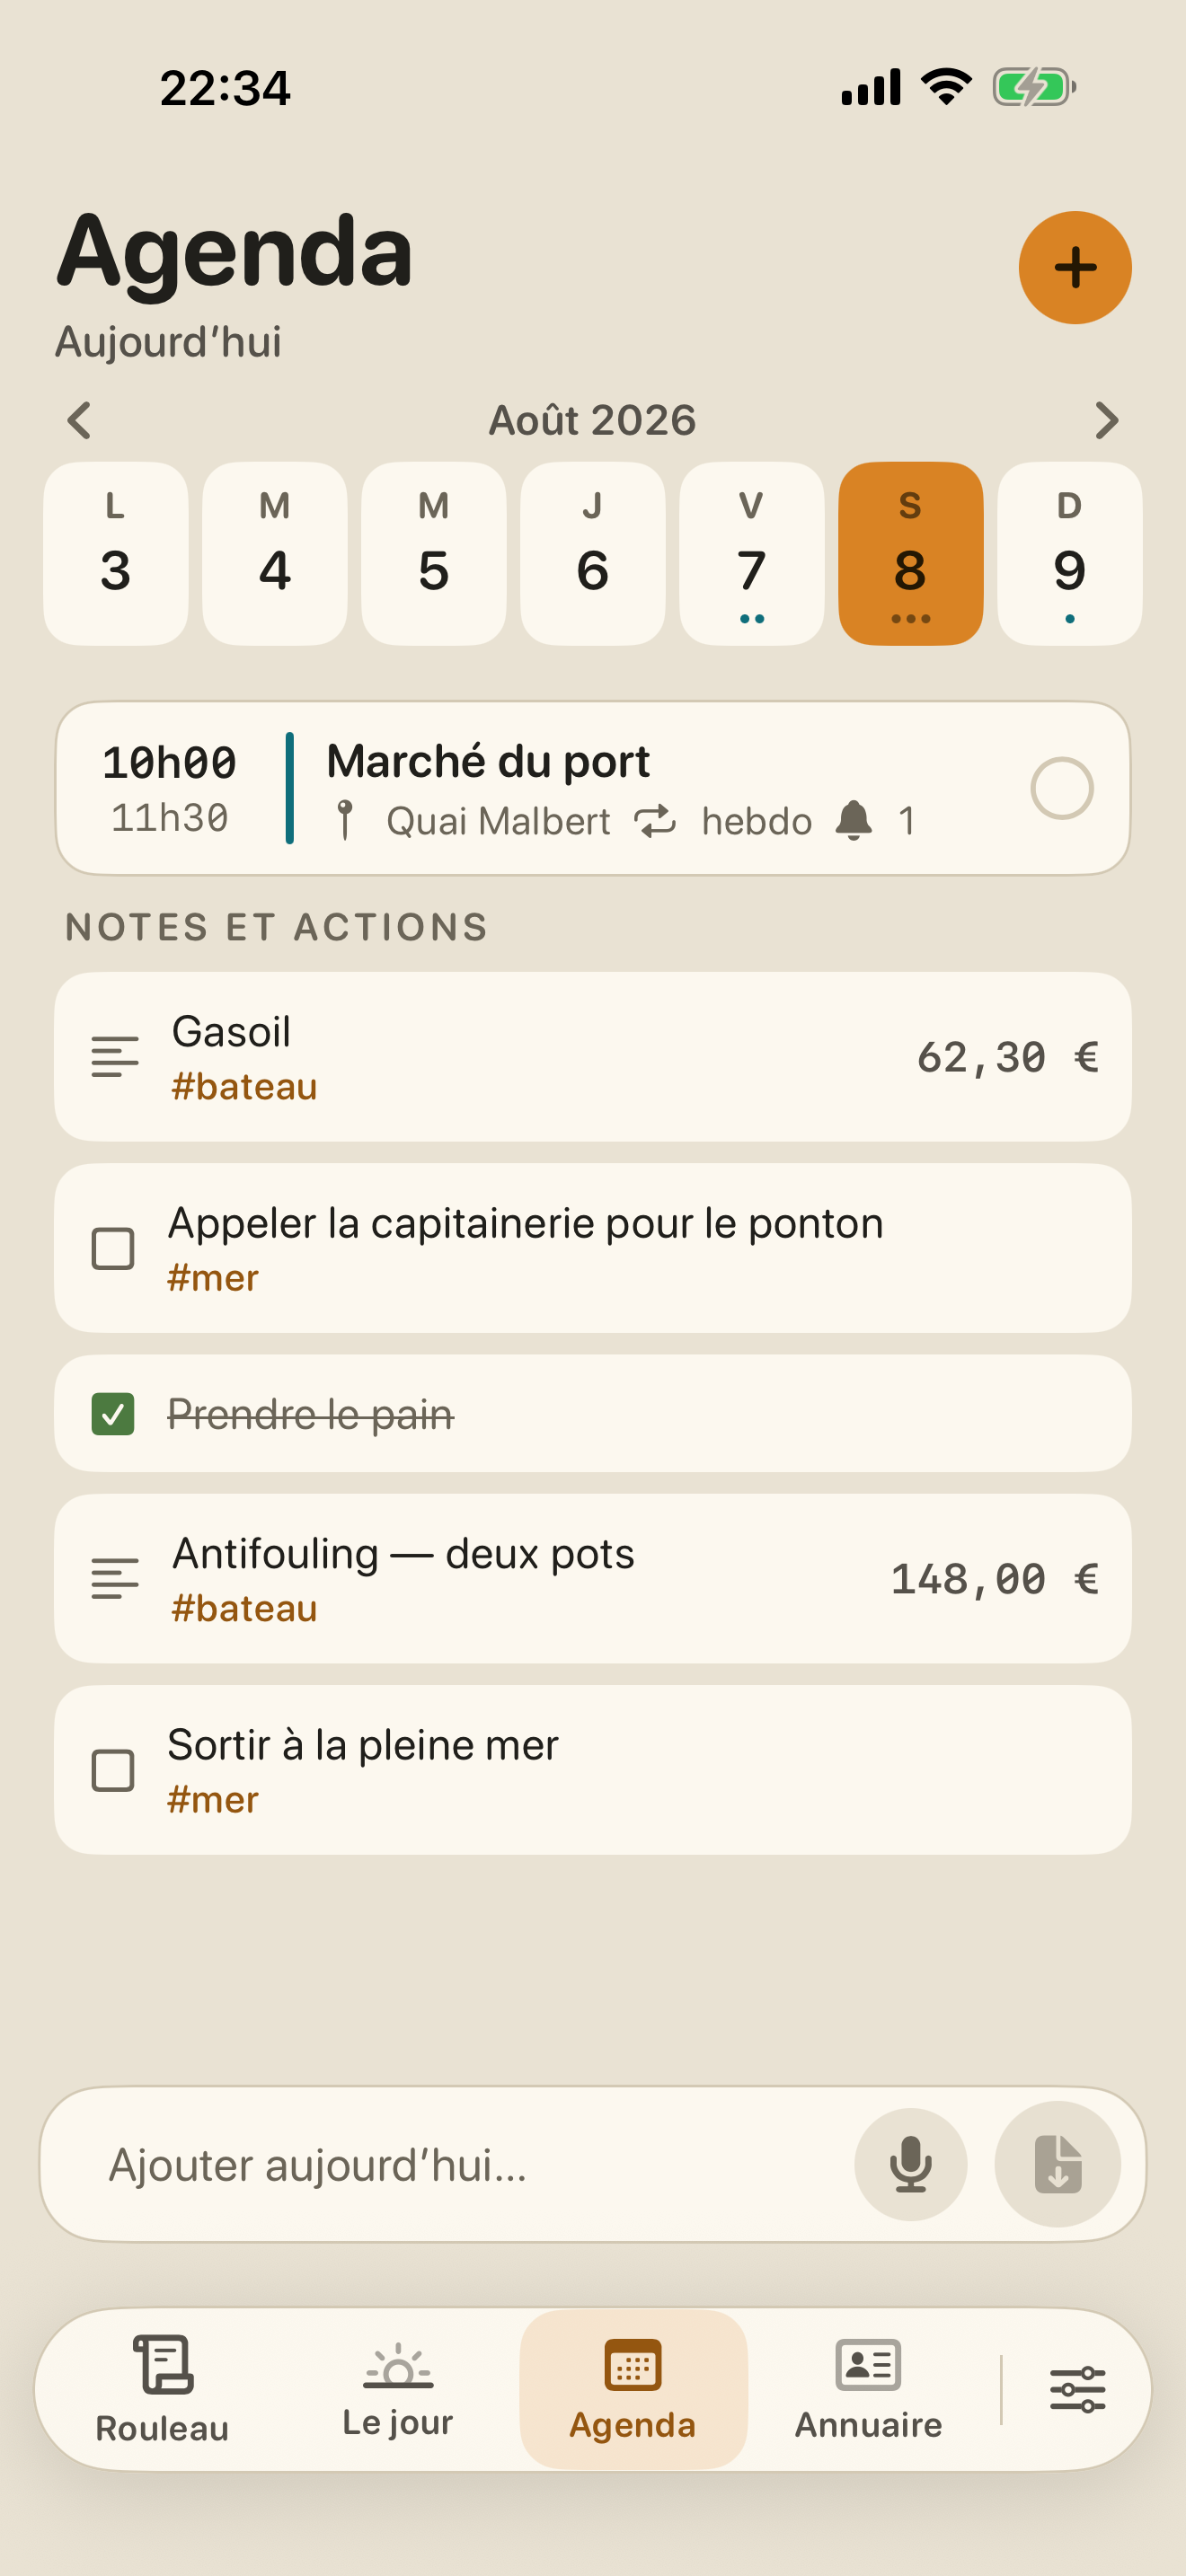 22:34
Agenda
Aujourd’hui
Août 2026
L M M J V S D
3 4 5 6 7 8 9
10h00 Marché du port
11h30 Quai Malbert hebdo 1
NOTES ET ACTIONS
Gasoil
#bateau
62,30 €
Appeler la capitainerie pour le ponton
#mer
Prendre le pain
Antifouling — deux pots
#bateau
148,00 €
Sortir à la pleine mer
#mer
Ajouter aujourd’hui…
Rouleau Le jour Agenda Annuaire